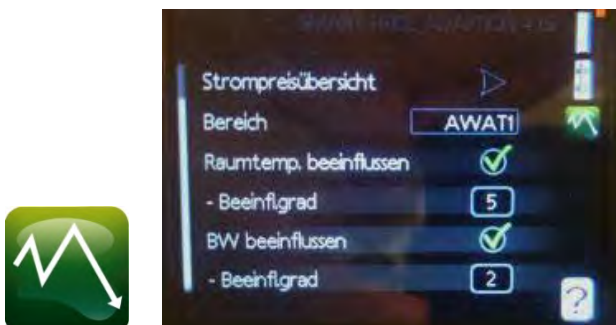 Strompreisübersicht
Bereich AWAT1
Raumtemp. beeinflussen
- Beeinfl.grad 5
BW beeinflussen
- Beeinfl.grad 2
?